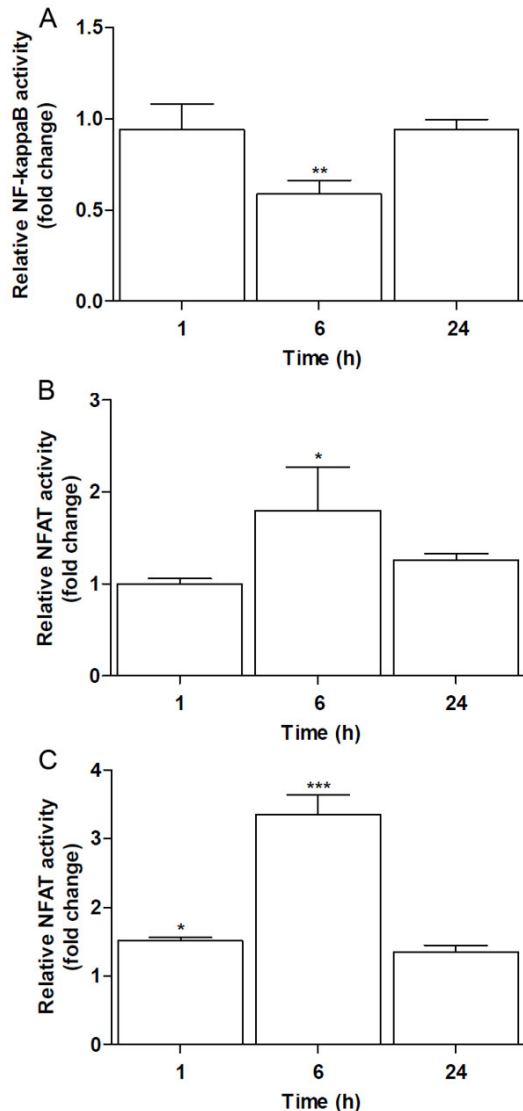 A
Relative NF-kappaB activity
(fold change)
1.5
1.0
0.5
0.0
**
1
6
24
Time (h)
B
Relative NFAT activity
(fold change)
3
2
1
0
*
1
6
24
Time (h)
C
Relative NFAT activity
(fold change)
4
3
2
1
0
*
***
1
6
24
Time (h)